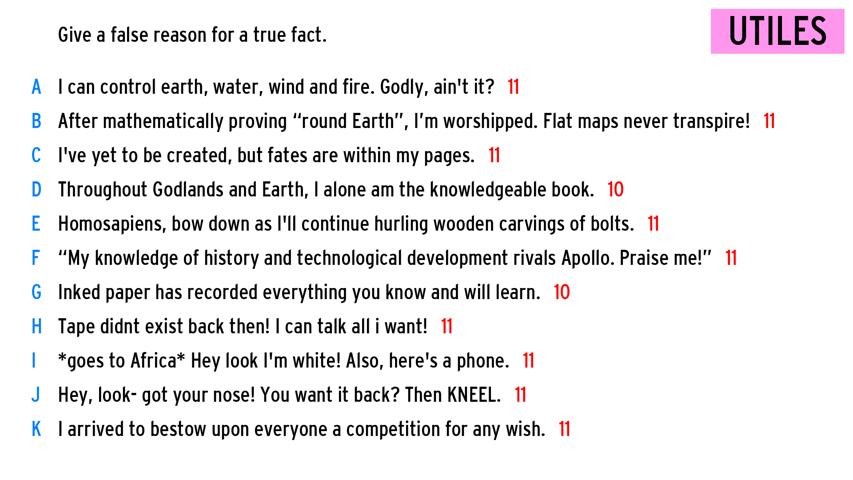 Give a false reason for a true fact.
UTILES
A I can control earth, water, wind and fire. Godly, ain't it? 11
B After mathematically proving “round Earth”, I’m worshipped. Flat maps never transpire! 11
C I've yet to be created, but fates are within my pages. 11
D Throughout Godlands and Earth, I alone am the knowledgeable book. 10
E Homosapiens, bow down as I'll continue hurling wooden carvings of bolts. 11
F “My knowledge of history and technological development rivals Apollo. Praise me!” 11
G Inked paper has recorded everything you know and will learn. 10
H Tape didnt exist back then! I can talk all i want! 11
I *goes to Africa* Hey look I'm white! Also, here's a phone. 11
J Hey, look- got your nose! You want it back? Then KNEEL. 11
K I arrived to bestow upon everyone a competition for any wish. 11